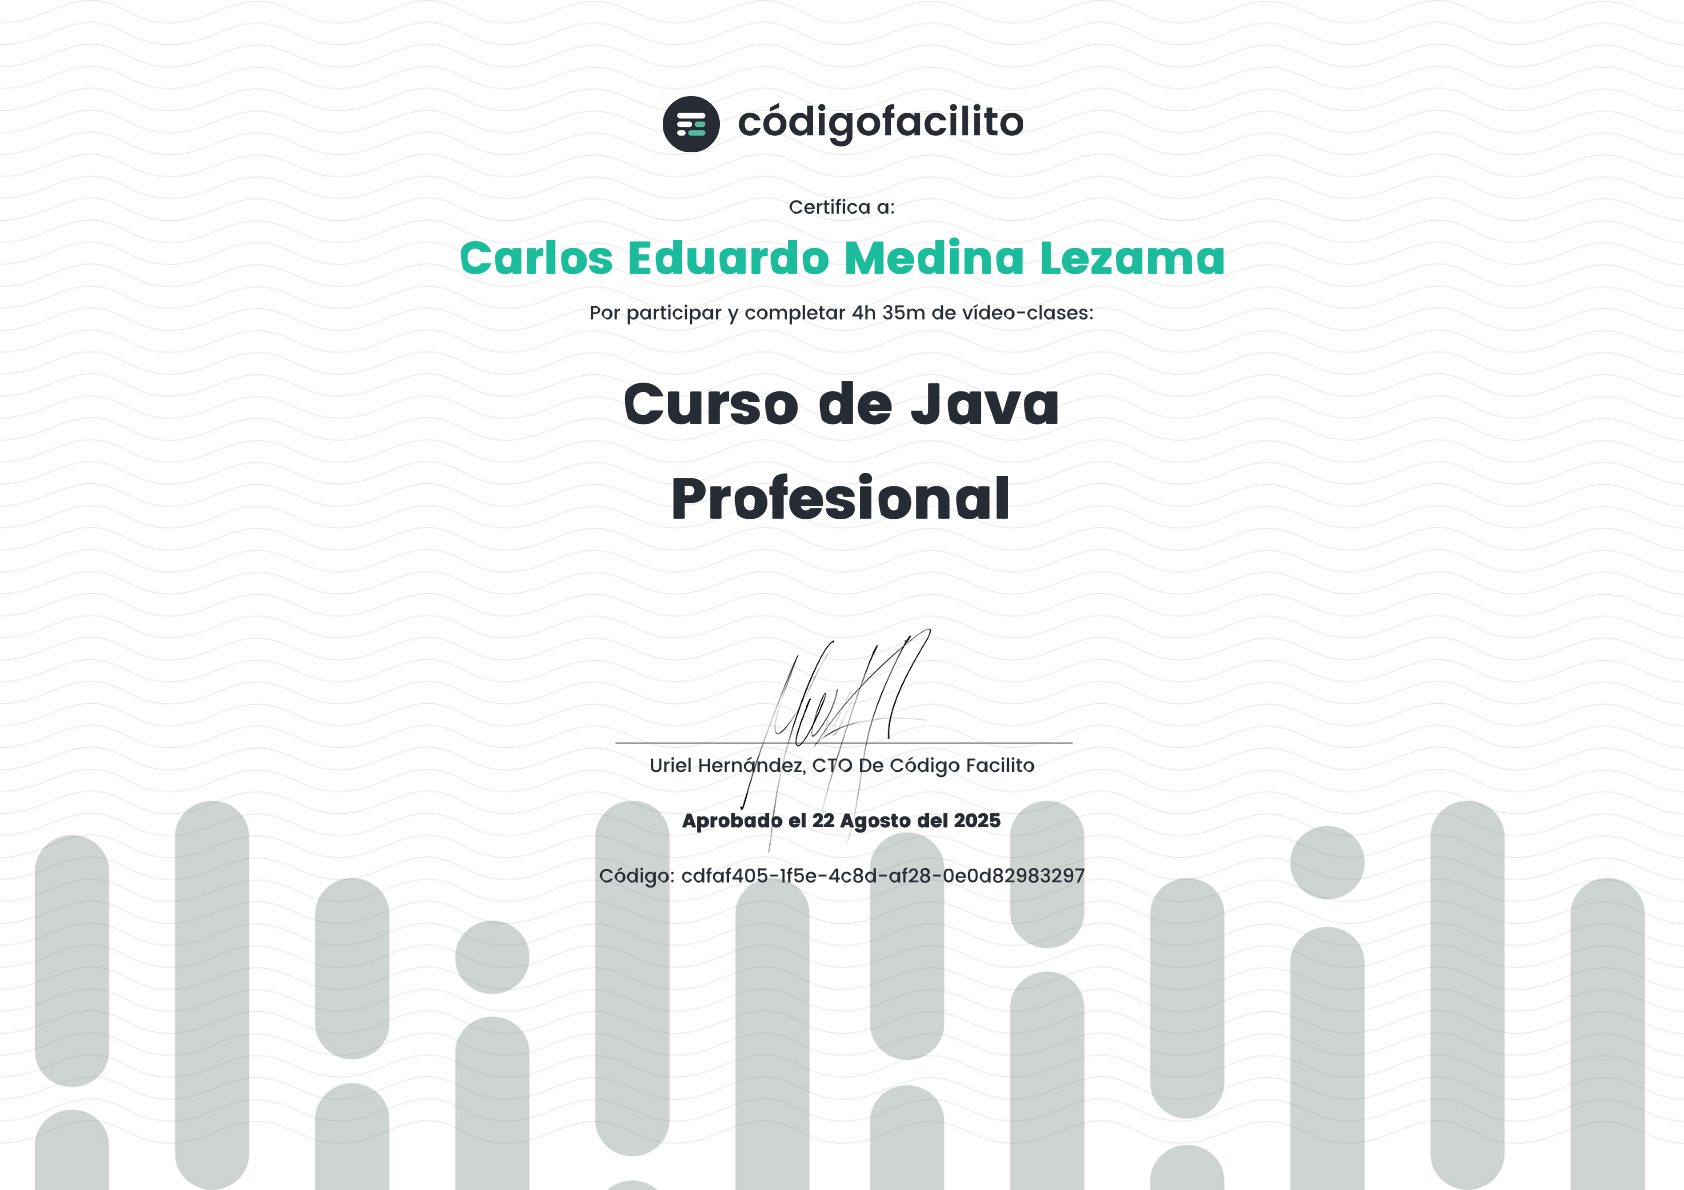 códigofacilito
Certifica a:
Carlos Eduardo Medina Lezama
Por participar y completar 4h 35m de vídeo-clases:
Curso de Java
Profesional
Uriel Hernández, CTO De Código Facilito
Aprobado el 22 Agosto del 2025
Código: cdfaf405-1f5e-4c8d-af28-0e0d82983297